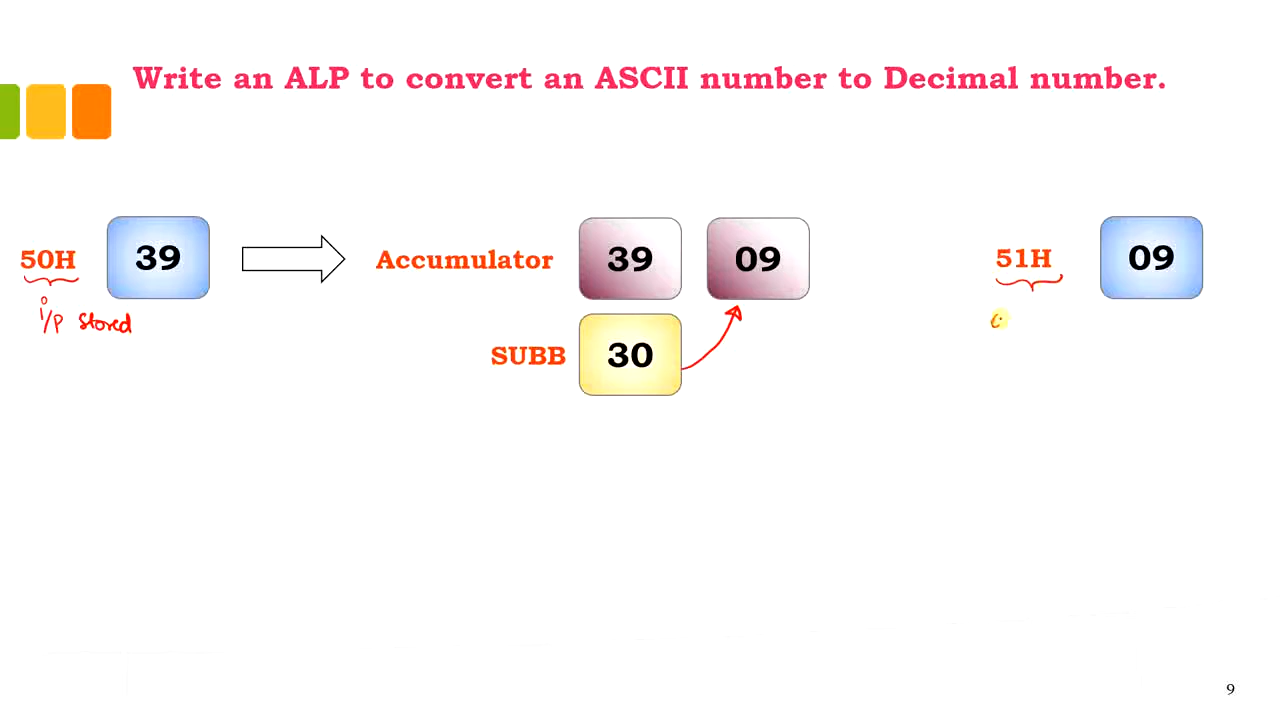 Write an ALP to convert an ASCII number to Decimal number.
50H 39 Accumulator 39 09 51H 09
i/p stored
SUBB 30
9